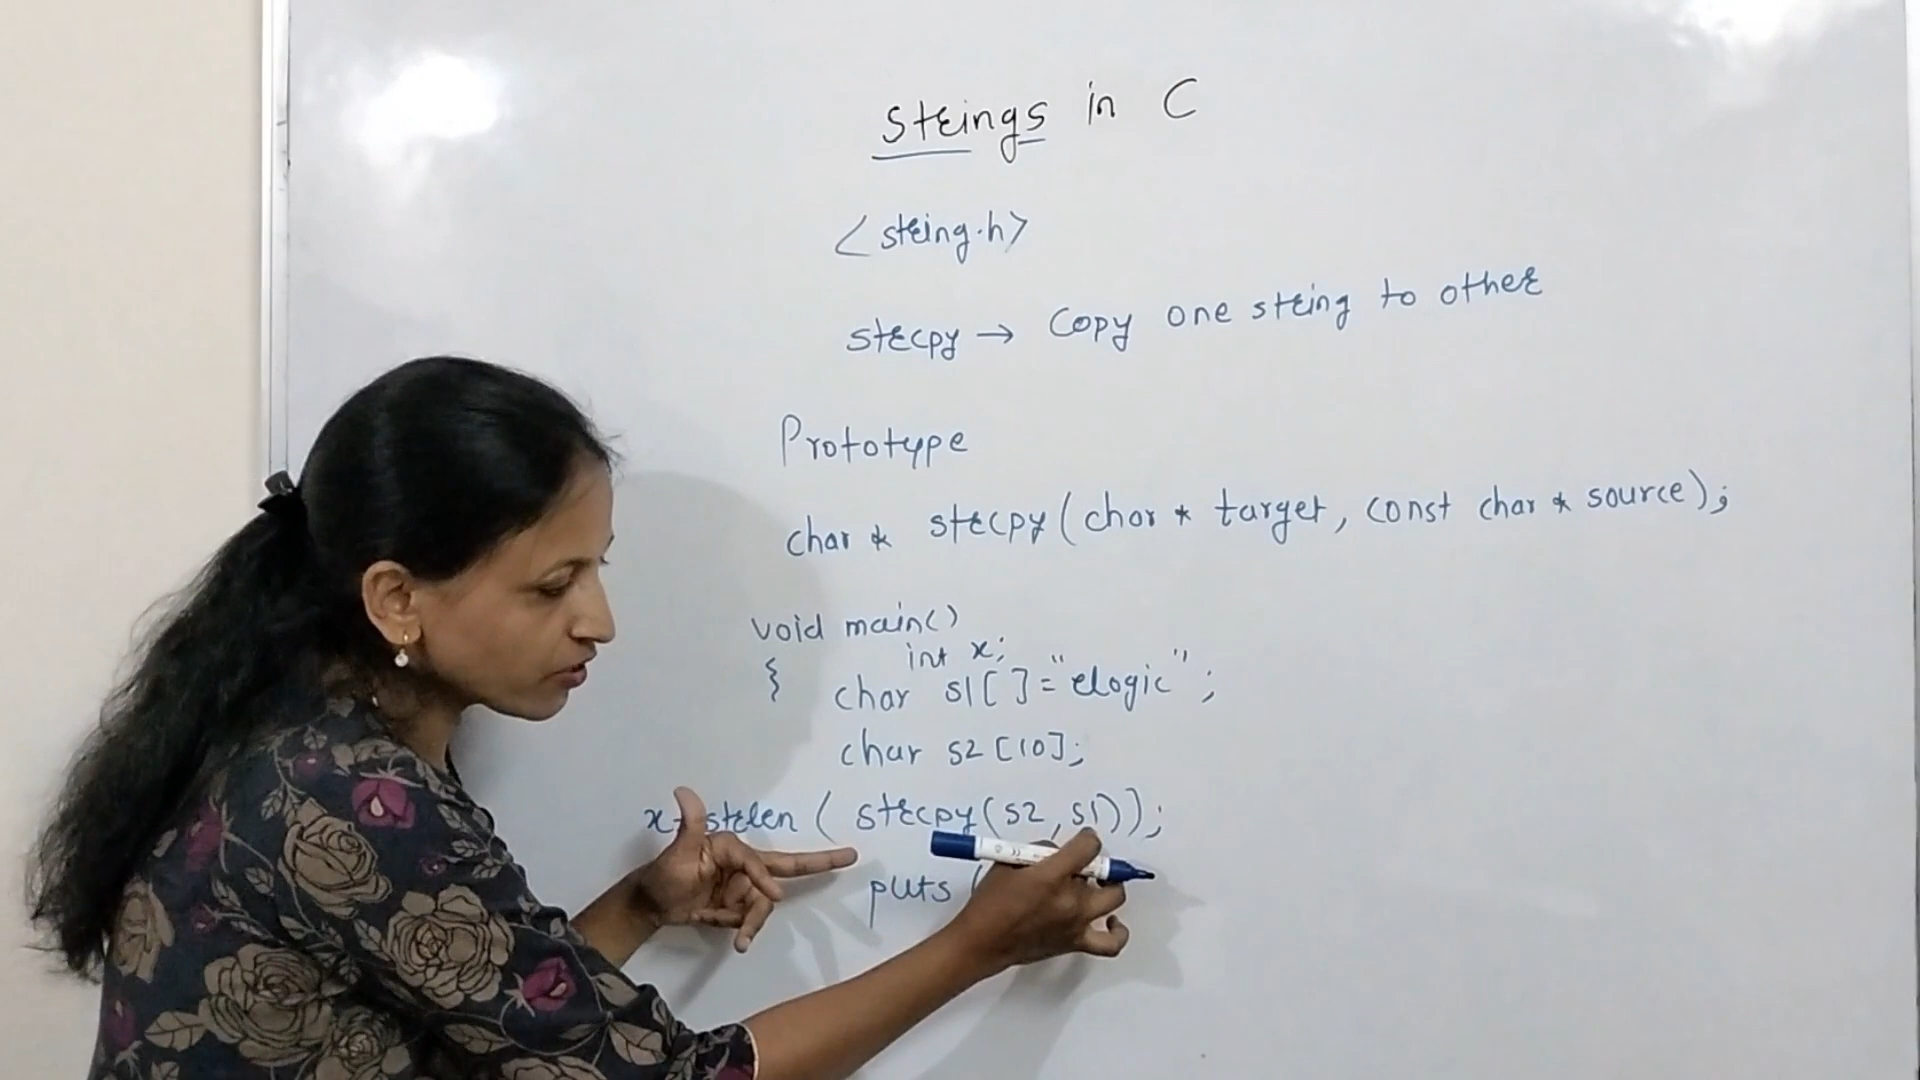 Strings in C
<string.h>
strcpy → Copy one string to other
Prototype
char * strcpy(char * target, const char * source);
void main()
int x;
{ char s1[ ]="elogic";
char s2[10];
x=strlen( strcpy(s2,s1));
puts (